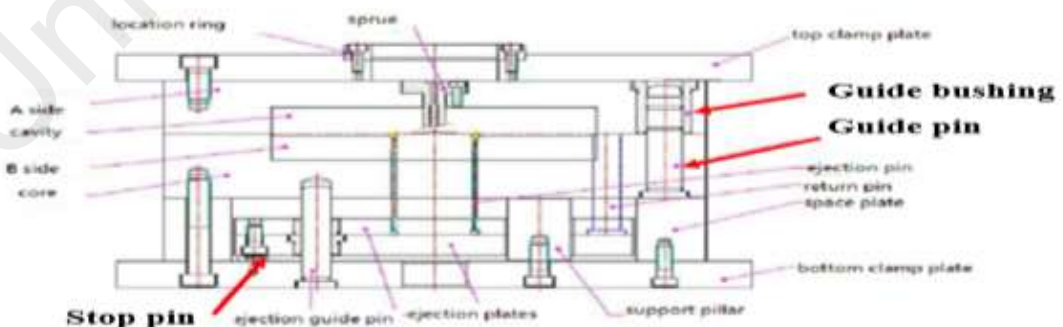 location ring
sprue
top clamp plate
A side
cavity
B side
core
Guide bushing
Guide pin
ejection pin
return pin
space plate
bottom clamp plate
Stop pin
ejection guide pin
ejection plates
support pillar